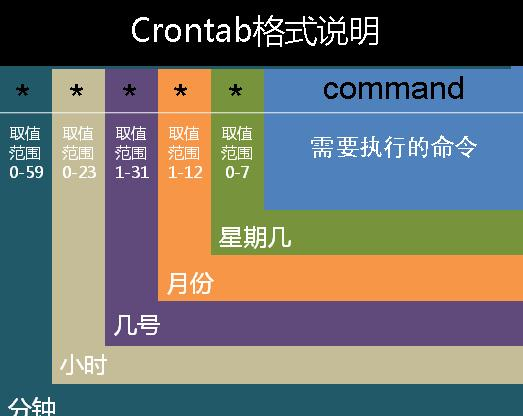 Crontab格式说明
* * * * * command
取值 取值 取值 取值 取值 需要执行的命令
范围 范围 范围 范围 范围
0-59 0-23 1-31 1-12 0-7
星期几
月份
几号
小时
分钟